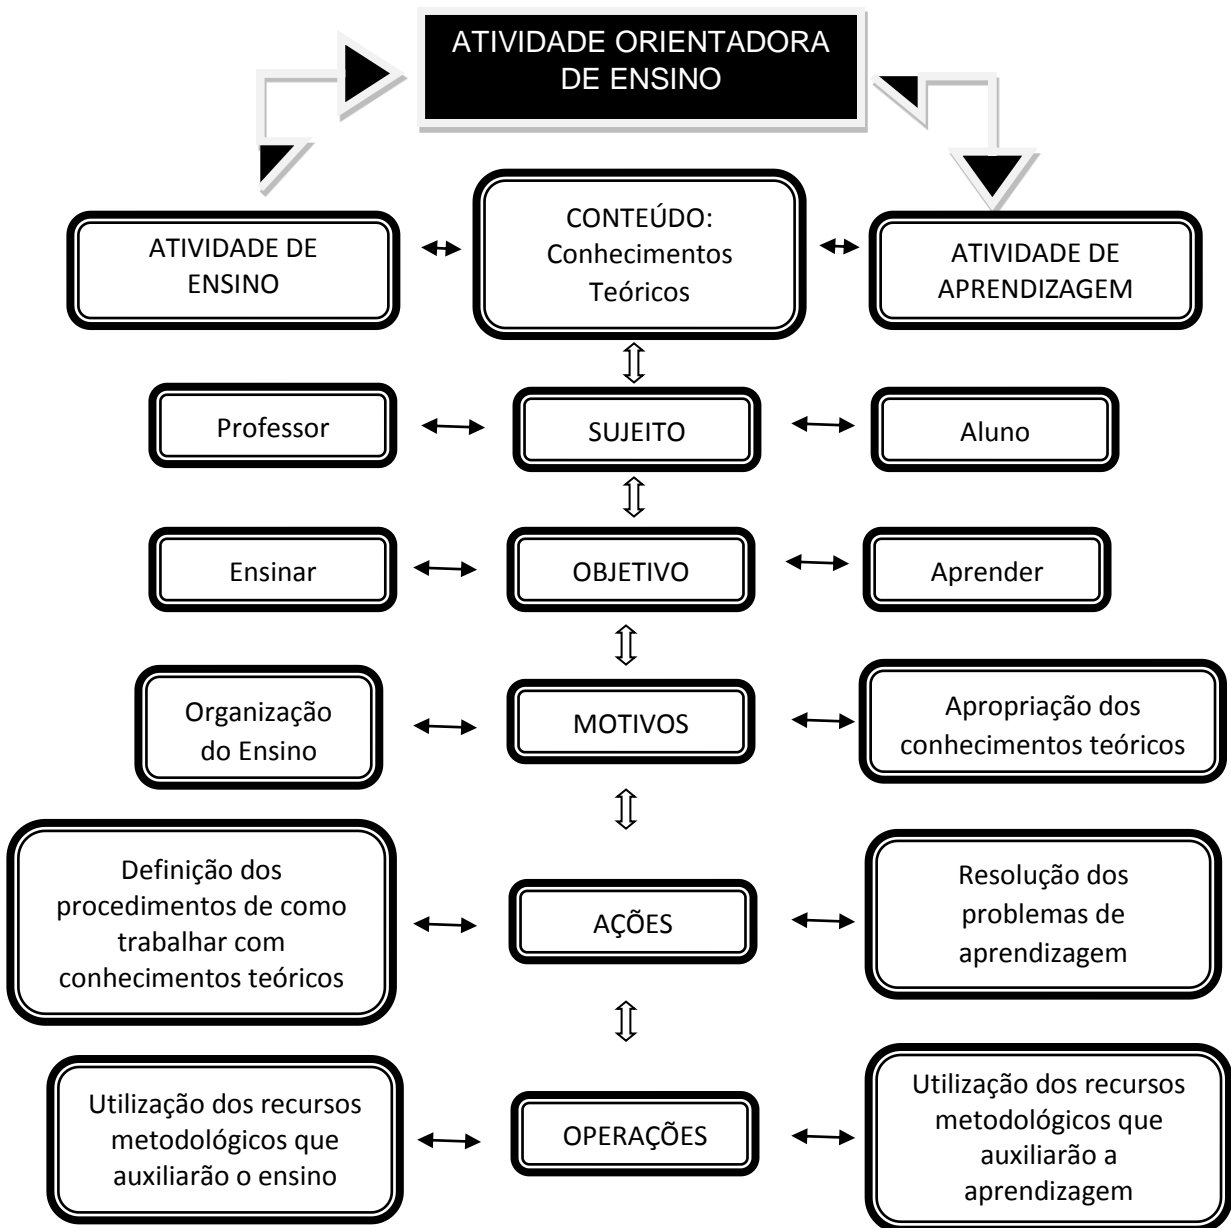 ATIVIDADE ORIENTADORA
DE ENSINO
ATIVIDADE DE
ENSINO
CONTEÚDO:
Conhecimentos
Teóricos
ATIVIDADE DE
APRENDIZAGEM
Professor
SUJEITO
Aluno
Ensinar
OBJETIVO
Aprender
Organização
do Ensino
MOTIVOS
Apropriação dos
conhecimentos teóricos
Definição dos
procedimentos de como
trabalhar com
conhecimentos teóricos
AÇÕES
Resolução dos
problemas de
aprendizagem
Utilização dos recursos
metodológicos que
auxiliarão o ensino
OPERAÇÕES
Utilização dos recursos
metodológicos que
auxiliarão a
aprendizagem